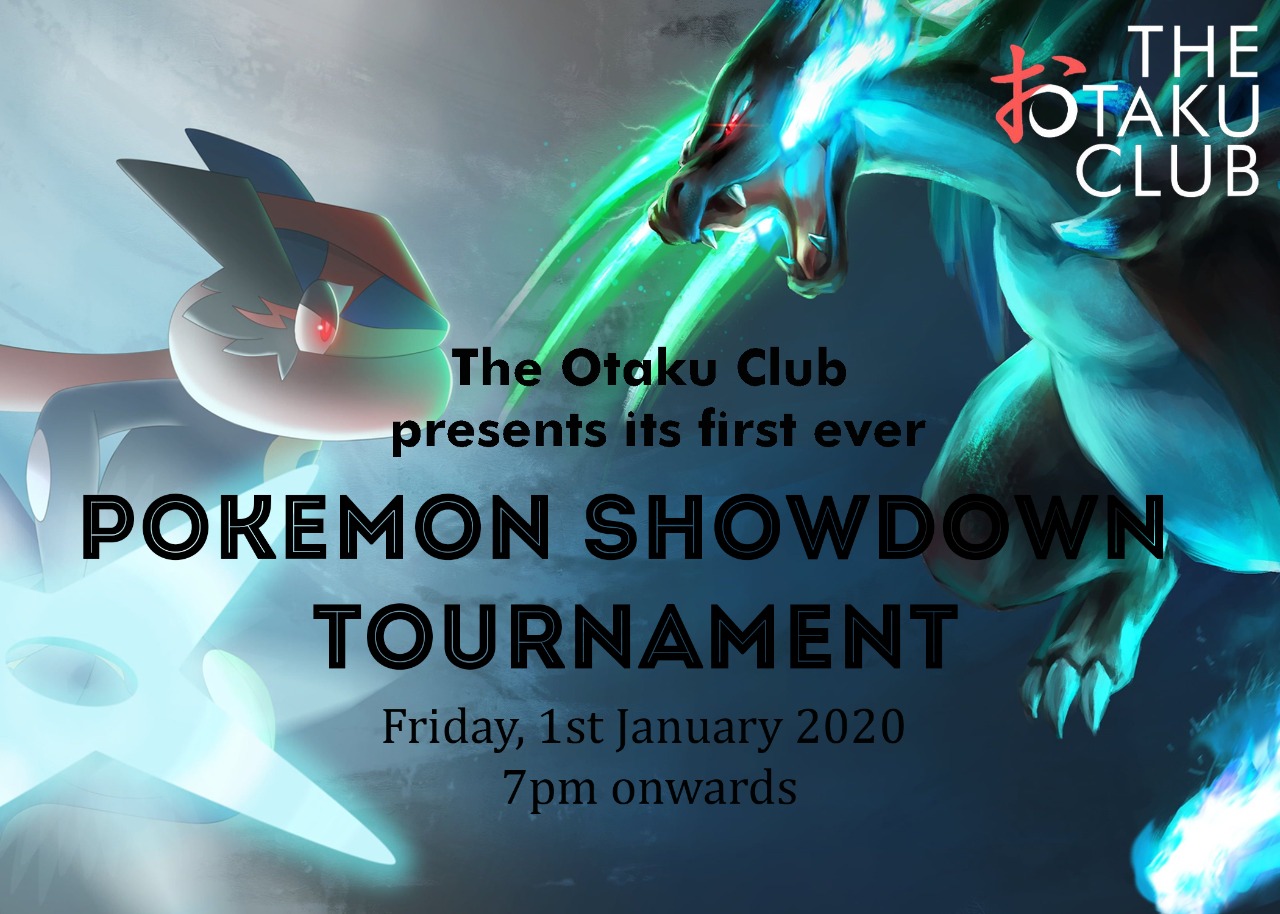 THE
おOTAKU
CLUB
The Otaku Club
presents its first ever
POKEMON SHOWDOWN
TOURNAMENT
Friday, 1st January 2020
7pm onwards